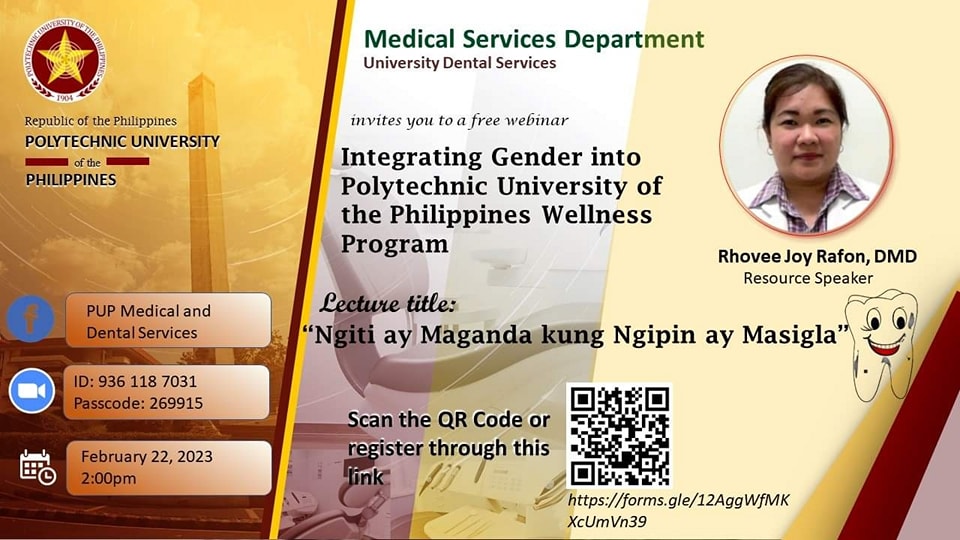 POLYTECHNIC UNIVERSITY OF THE PHILIPPINES
1904
Republic of the Philippines
POLYTECHNIC UNIVERSITY
of the
PHILIPPINES
PUP Medical and
Dental Services
ID: 936 118 7031
Passcode: 269915
February 22, 2023
2:00pm
Medical Services Department
University Dental Services
invites you to a free webinar
Integrating Gender into
Polytechnic University of
the Philippines Wellness
Program
Lecture title:
“Ngiti ay Maganda kung Ngipin ay Masigla”
Scan the QR Code or
register through this
link
https://forms.gle/12AggWfMK
XcUmVn39
Rhovee Joy Rafon, DMD
Resource Speaker